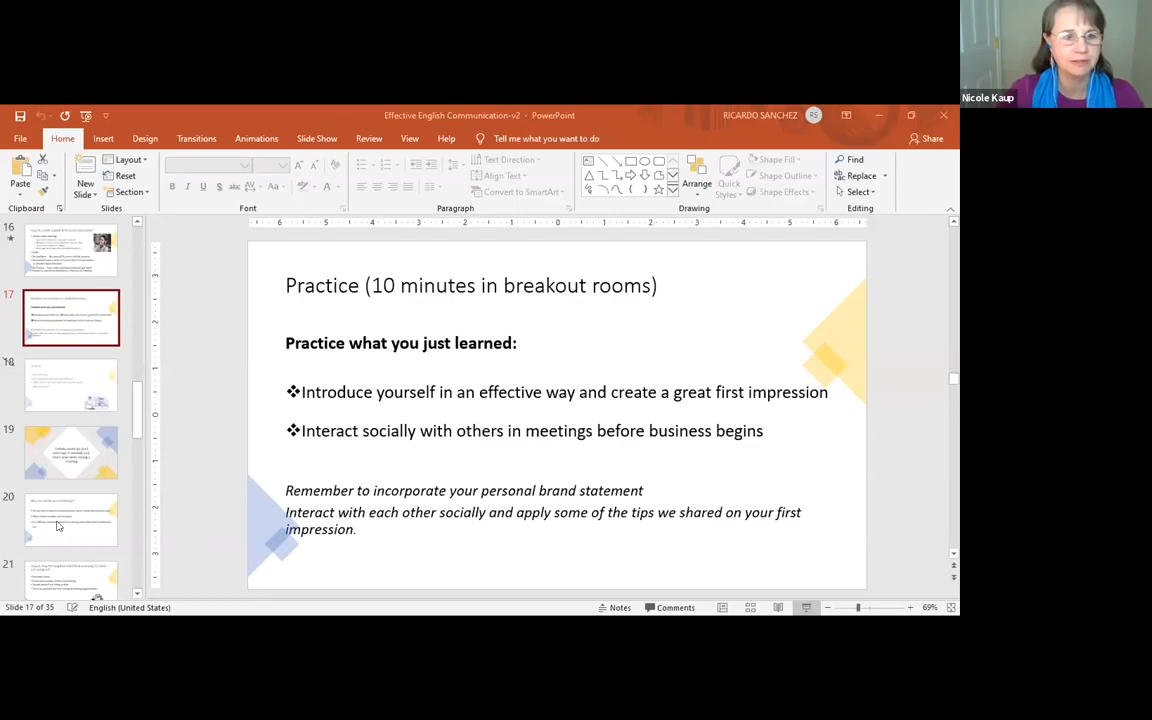 Nicole Kaup
Effective English Communication-v2 - PowerPoint
RICARDO SANCHEZ RS
File Home Insert Design Transitions Animations Slide Show Review View Help Tell me what you want to do Share
Paste
New
Slide
Layout
Reset
Section
Text Direction
Align Text
Convert to SmartArt
Arrange
Quick
Styles
Shape Fill
Shape Outline
Shape Effects
Find
Replace
Select
Clipboard Slides Font Paragraph Drawing Editing
16
17
18
19
20
21
Practice (10 minutes in breakout rooms)
Practice what you just learned:
❖Introduce yourself in an effective way and create a great first impression
❖Interact socially with others in meetings before business begins
Remember to incorporate your personal brand statement
Interact with each other socially and apply some of the tips we shared on your first
impression.
Slide 17 of 35 English (United States) Notes Comments 69%